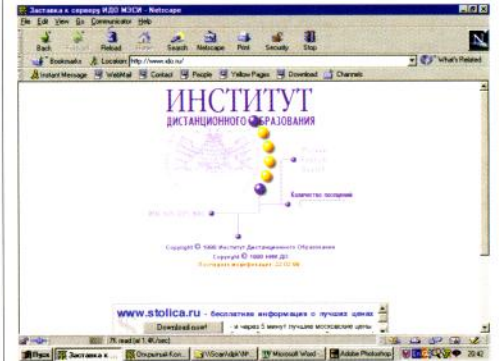 Заставка к серверу ИДО МЭСИ - Netscape
File Edit View Go Communicator Help
Back Reload Home Search Netscape Print Security Stop
Bookmarks Location: http://www.ido.ru/ What's Related
Instant Message WebMail Contact People Yellow Pages Download Channels
ИНСТИТУТ
ДИСТАНЦИОННОГО ОБРАЗОВАНИЯ
Количество посещений
Copyright © 1998 Институт Дистанционного Образования
Copyright © 1998 НИИ ДО
www.stolica.ru - бесплатная информация о лучших ценах
Download now! - и через 5 минут лучшие московские цены
Пуск Заставка к ... Открытый Кон... Microsoft Word - ... Adobe Photoshop